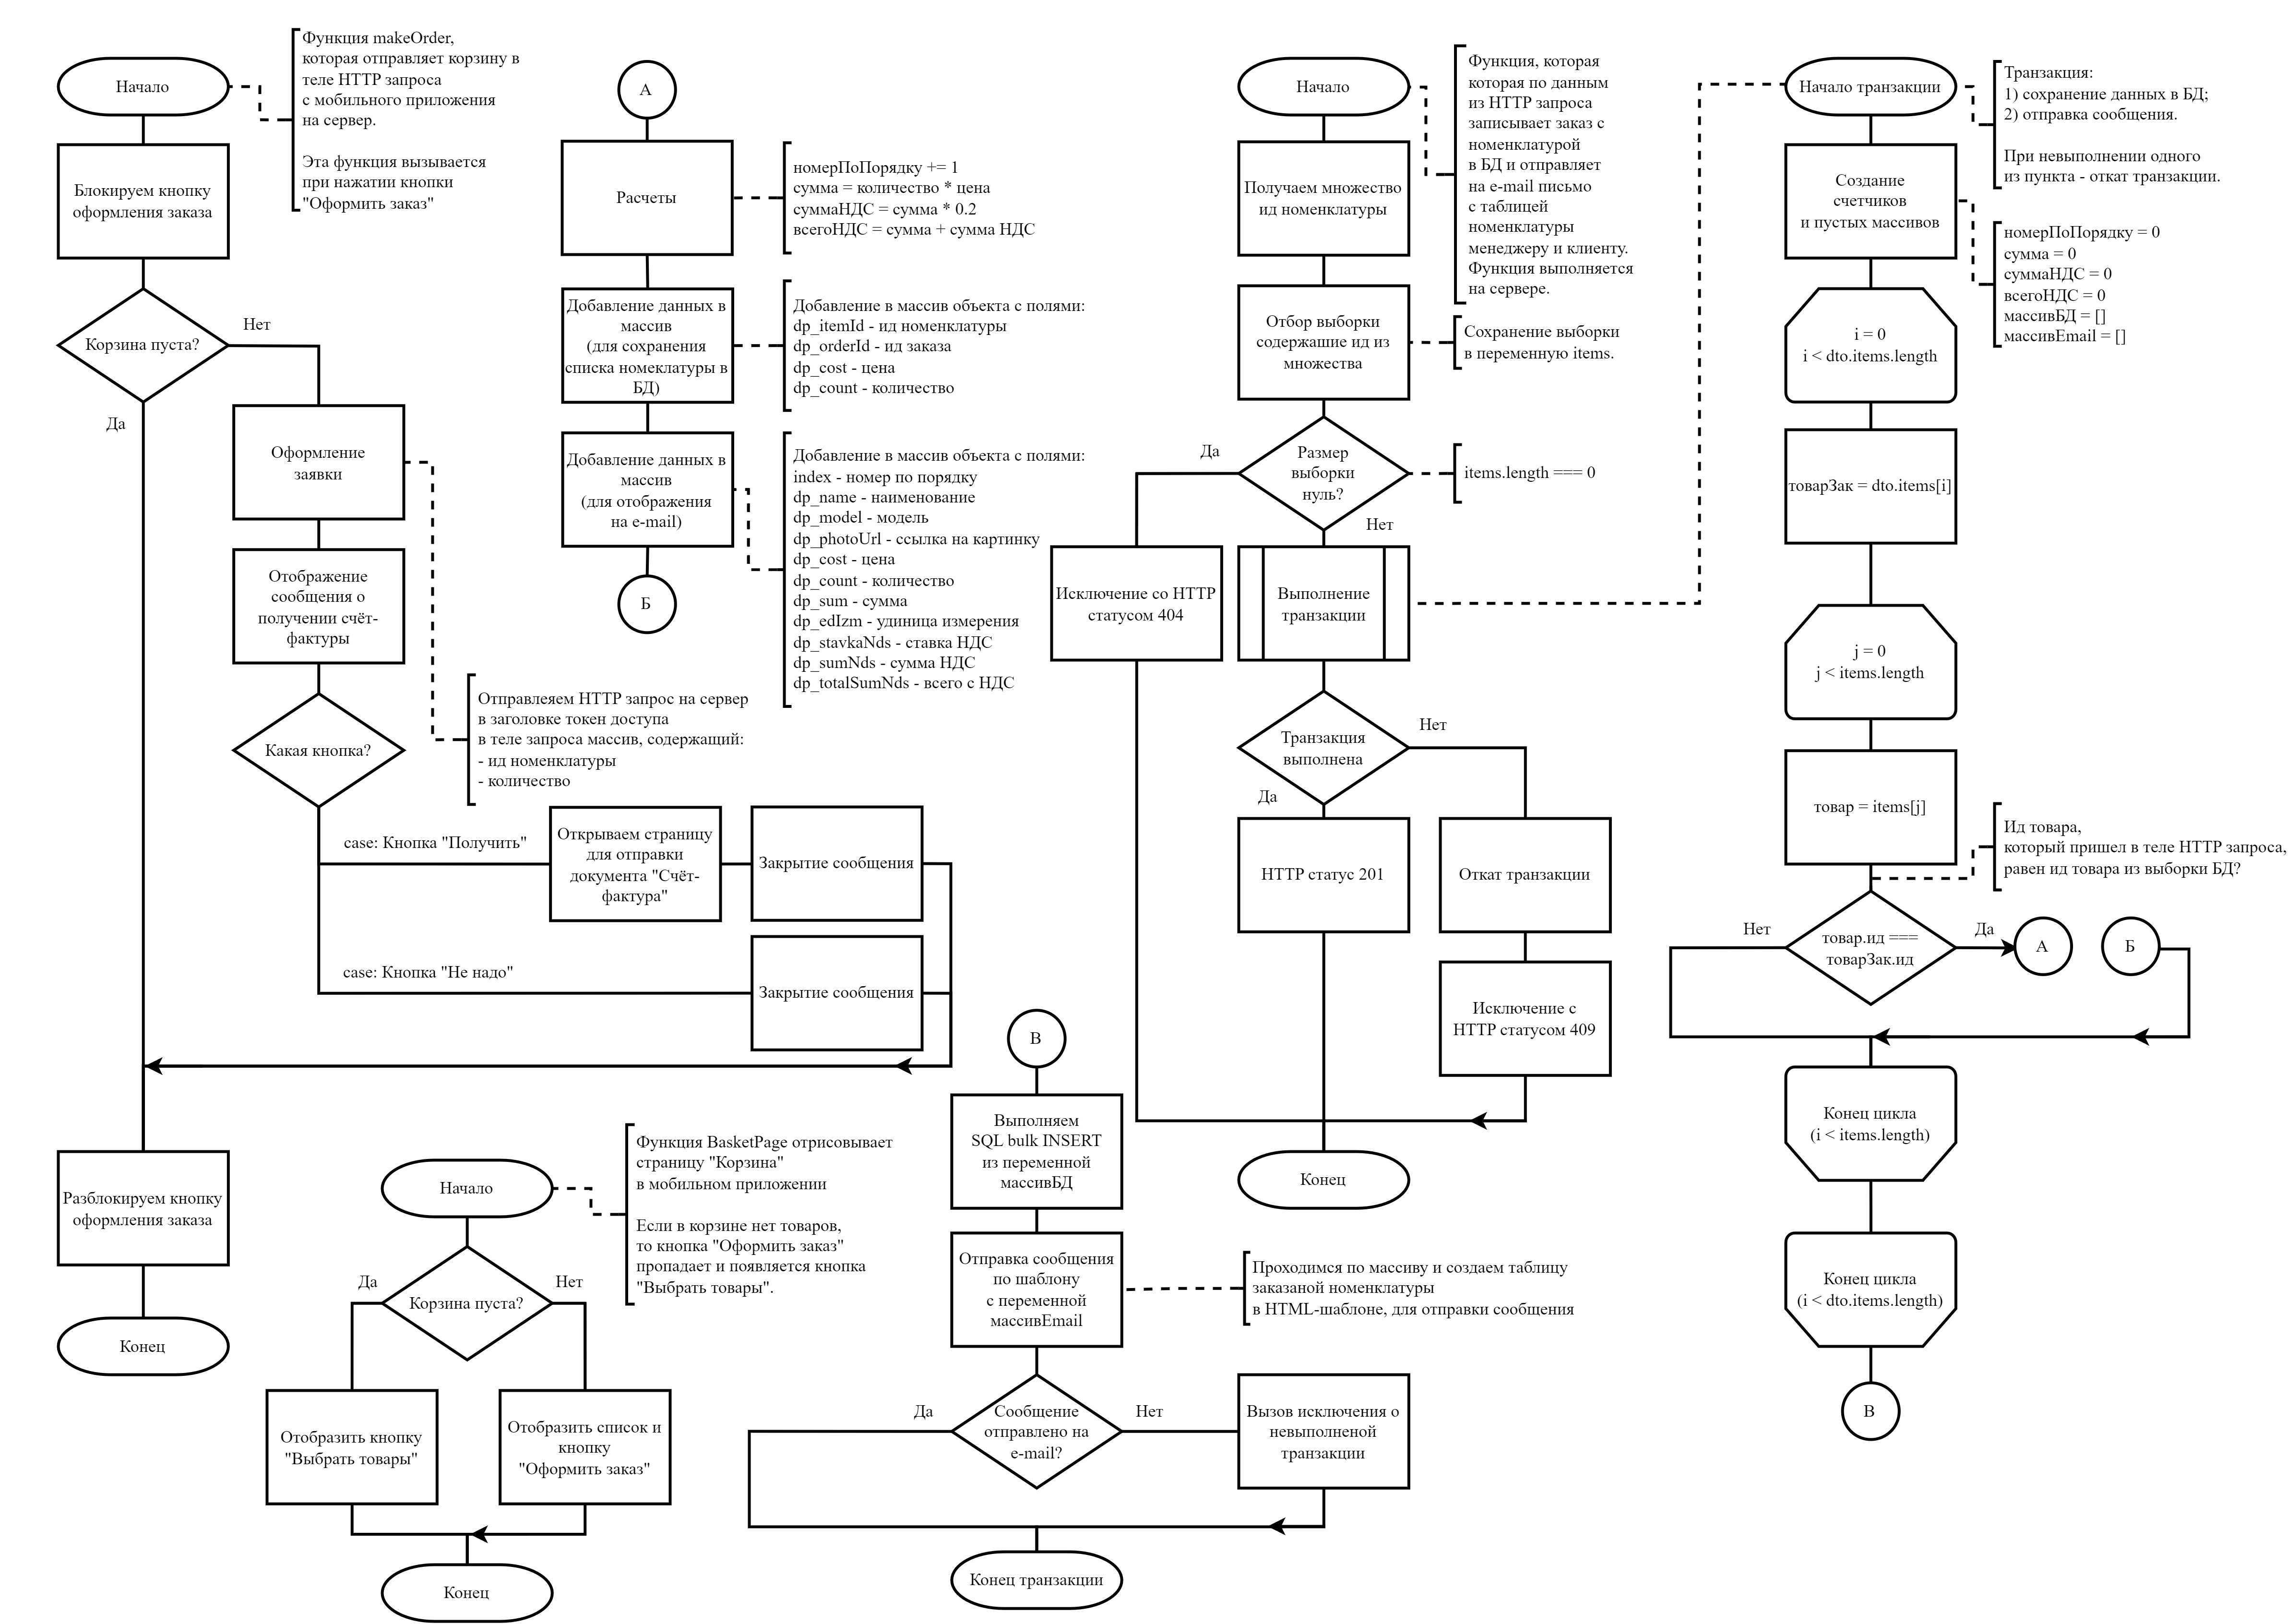 Начало
Функция makeOrder,
которая отправляет корзину в
теле HTTP запроса
с мобильного приложения
на сервер.
Эта функция вызывается
при нажатии кнопки
"Оформить заказ"
Блокируем кнопку
оформления заказа
Корзина пуста?
Нет
Да
Оформление
заявки
Отображение
сообщения о
получении счёт-
фактуры
Отправлеяем HTTP запрос на сервер
в заголовке токен доступа
в теле запроса массив, содержащий:
- ид номенклатуры
- количество
Какая кнопка?
case: Кнопка "Получить"
Открываем страницу
для отправки
документа "Счёт-
фактура"
Закрытие сообщения
case: Кнопка "Не надо"
Закрытие сообщения
Разблокируем кнопку
оформления заказа
Конец
Начало
Функция BasketPage отрисовывает
страницу "Корзина"
в мобильном приложении
Если в корзине нет товаров,
то кнопка "Оформить заказ"
пропадает и появляется кнопка
"Выбрать товары".
Да
Корзина пуста?
Нет
Отобразить кнопку
"Выбрать товары"
Отобразить список и
кнопку
"Оформить заказ"
Конец
А
Расчеты
номерПоПорядку += 1
сумма = количество * цена
суммаНДС = сумма * 0.2
всегоНДС = сумма + сумма НДС
Добавление данных в
массив
(для сохранения
списка номеклатуры в
БД)
Добавление в массив объекта с полями:
dp_itemId - ид номенклатуры
dp_orderId - ид заказа
dp_cost - цена
dp_count - количество
Добавление данных в
массив
(для отображения
на e-mail)
Добавление в массив объекта с полями:
index - номер по порядку
dp_name - наименование
dp_model - модель
dp_photoUrl - ссылка на картинку
dp_cost - цена
dp_count - количество
dp_sum - сумма
dp_edIzm - удиница измерения
dp_stavkaNds - ставка НДС
dp_sumNds - сумма НДС
dp_totalSumNds - всего с НДС
Б
Начало
Функция, которая
которая по данным
из HTTP запроса
записывает заказ с
номенклатурой
в БД и отправляет
на e-mail письмо
с таблицей
номенклатуры
менеджеру и клиенту.
Функция выполняется
на сервере.
Получаем множество
ид номенклатуры
Отбор выборки
содержашие ид из
множества
Сохранение выборки
в переменную items.
Да
Размер
выборки
нуль?
items.length === 0
Нет
Исключение со HTTP
статусом 404
Выполнение
транзакции
Транзакция
выполнена
Нет
Да
HTTP статус 201
Откат транзакции
Исключение с
HTTP статусом 409
Конец
Начало транзакции
Транзакция:
1) сохранение данных в БД;
2) отправка сообщения.
При невыполнении одного
из пункта - откат транзакции.
Создание
счетчиков
и пустых массивов
номерПоПорядку = 0
сумма = 0
суммаНДС = 0
всегоНДС = 0
массивБД = []
массивEmail = []
i = 0
i < dto.items.length
товарЗак = dto.items[i]
j = 0
j < items.length
товар = items[j]
Ид товара,
который пришел в теле HTTP запроса,
равен ид товара из выборки БД?
Нет
товар.ид ===
товарЗак.ид
Да
А
Б
Конец цикла
(i < items.length)
Конец цикла
(i < dto.items.length)
В
В
Выполняем
SQL bulk INSERT
из переменной
массивБД
Отправка сообщения
по шаблону
с переменной
массивEmail
Проходимся по массиву и создаем таблицу
заказаной номенклатуры
в HTML-шаблоне, для отправки сообщения
Да
Сообщение
отправлено на
e-mail?
Нет
Вызов исключения о
невыполненой
транзакции
Конец транзакции